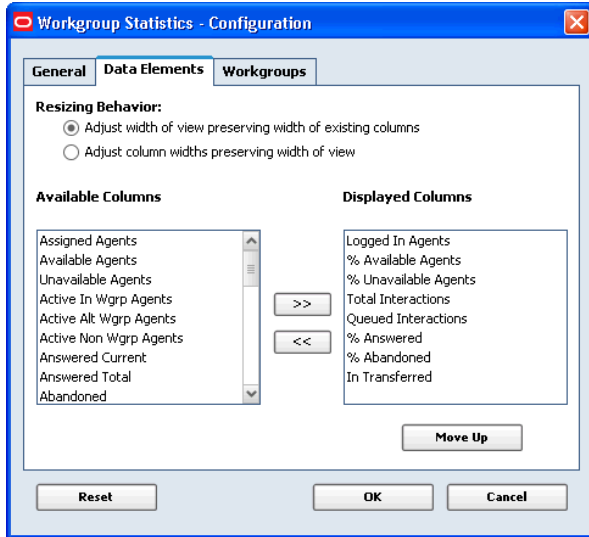 Workgroup Statistics - Configuration
General Data Elements Workgroups
Resizing Behavior:
Adjust width of view preserving width of existing columns
Adjust column widths preserving width of view
Available Columns
Assigned Agents
Available Agents
Unavailable Agents
Active In Wgrp Agents
Active Alt Wgrp Agents
Active Non Wgrp Agents
Answered Current
Answered Total
Abandoned
>>
<<
Displayed Columns
Logged In Agents
% Available Agents
% Unavailable Agents
Total Interactions
Queued Interactions
% Answered
% Abandoned
In Transferred
Move Up
Reset OK Cancel